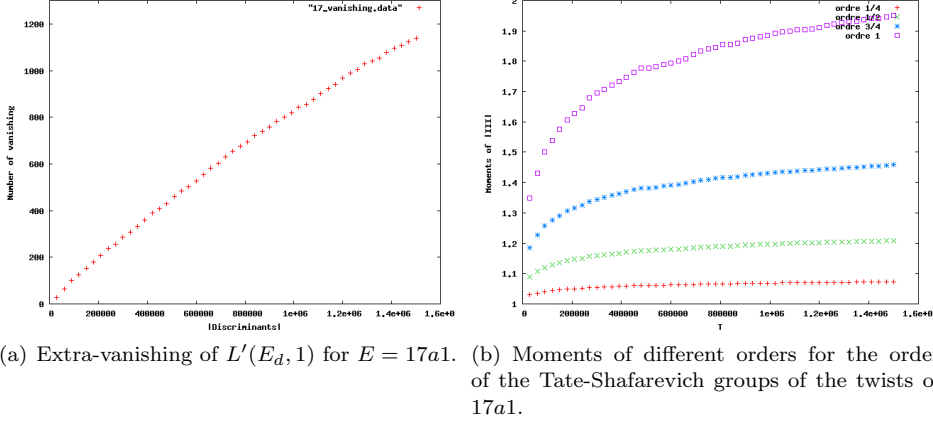 "17_vanishing.data"
Number of vanishing
1200
1000
800
600
400
200
0
0 200000 400000 600000 800000 1e+06 1.2e+06 1.4e+06 1.6e+06
|Discriminants|
ordre 1/4
ordre 1/2
ordre 3/4
ordre 1
Moments of |III|
2
1.9
1.8
1.7
1.6
1.5
1.4
1.3
1.2
1.1
1
0 200000 400000 600000 800000 1e+06 1.2e+06 1.4e+06 1.6e+06
T
(a) Extra-vanishing of L′(E_d, 1) for E = 17a1.
(b) Moments of different orders for the orde
of the Tate-Shafarevich groups of the twists o
17a1.